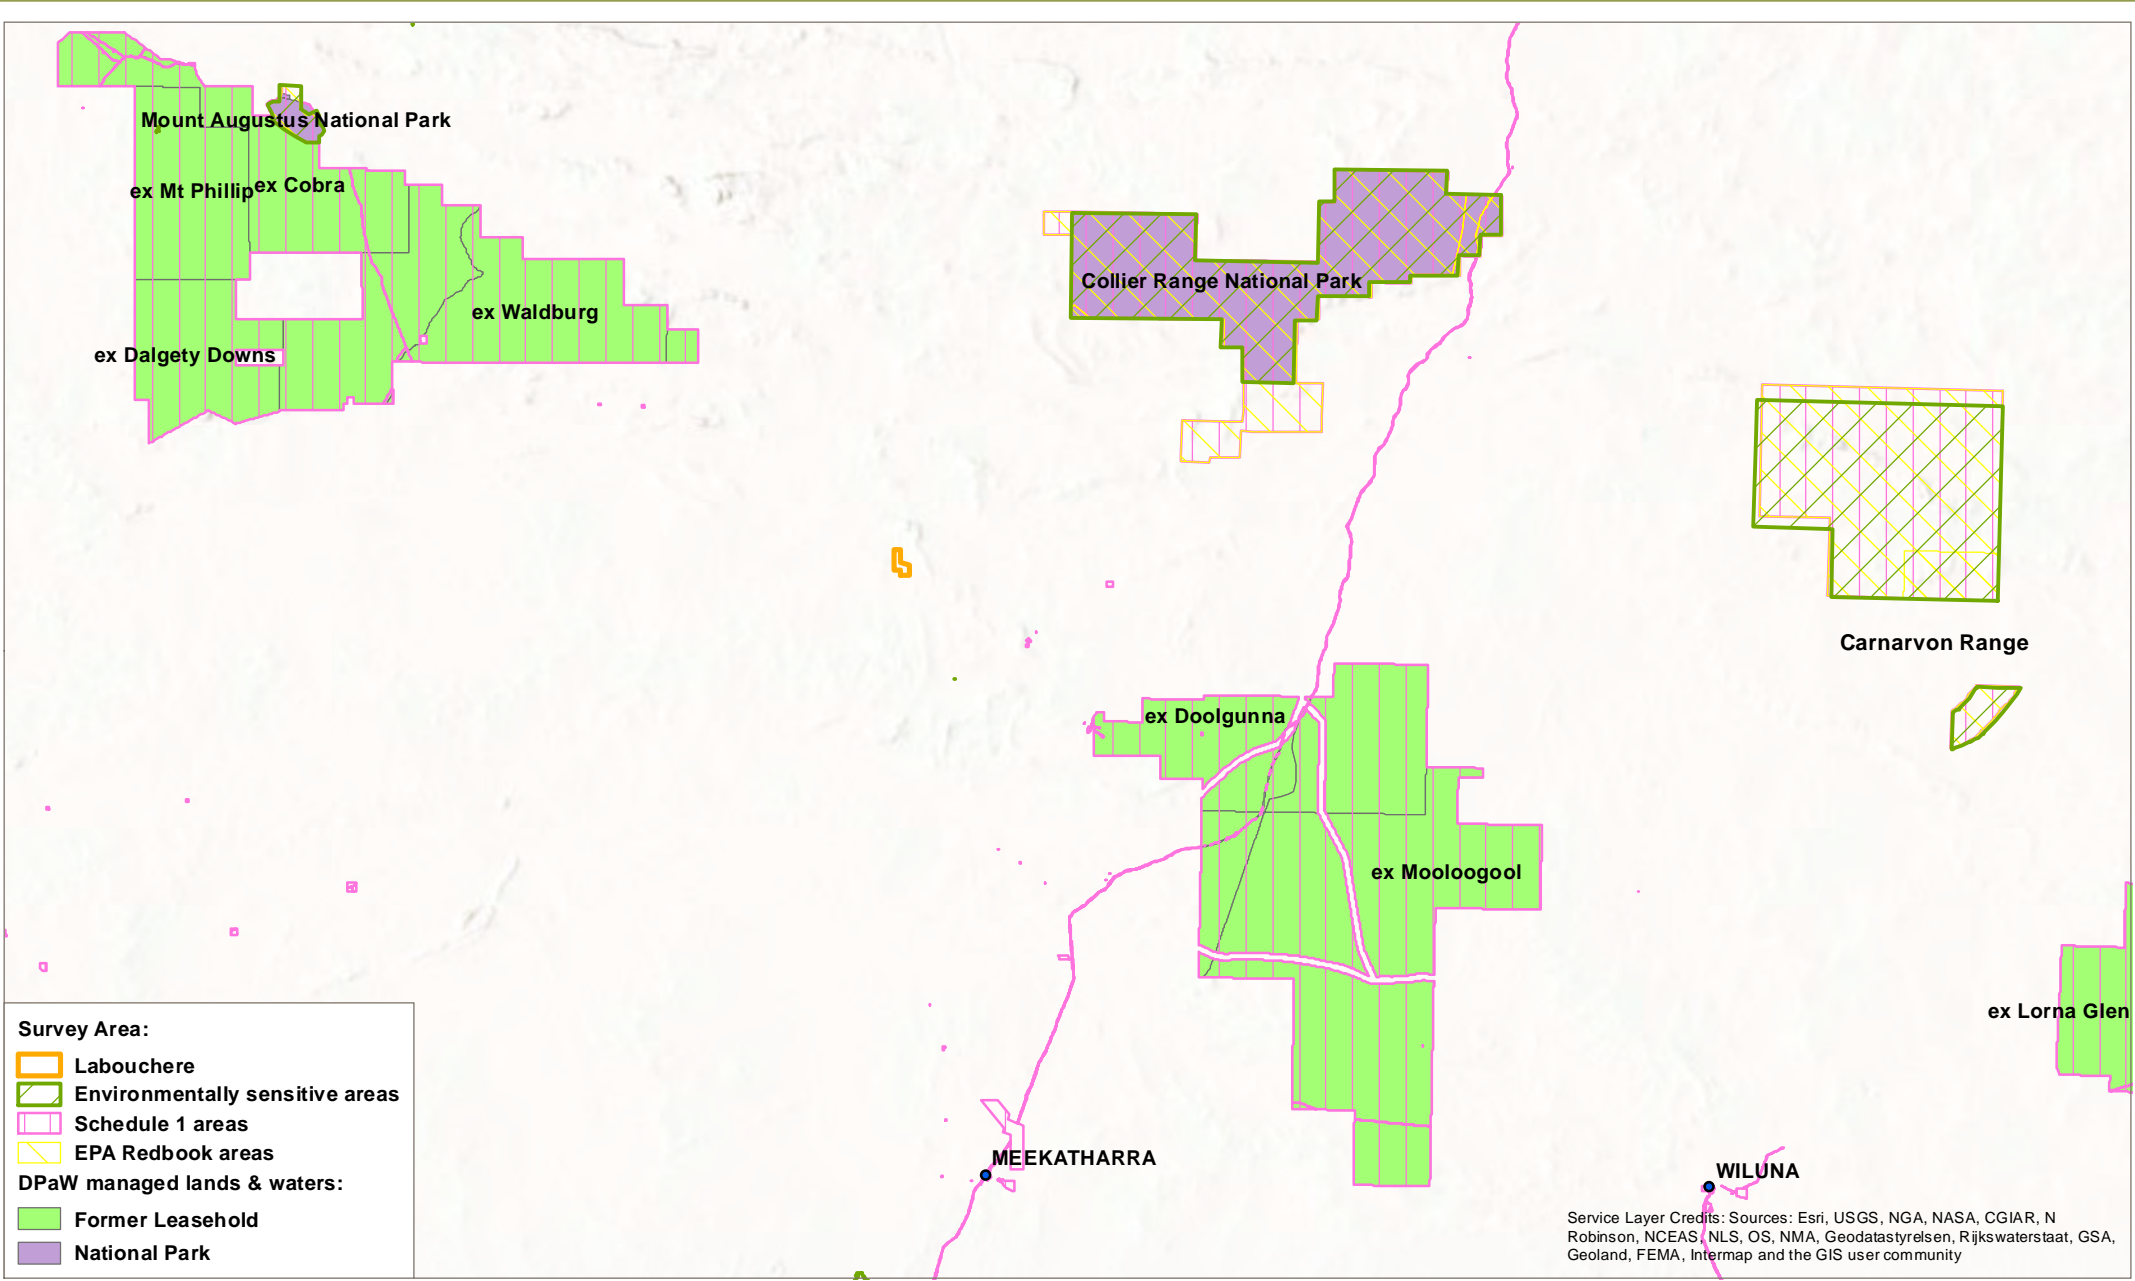 Mount Augustus National Park
ex Mt Phillip
ex Cobra
ex Waldburg
ex Dalgety Downs
Collier Range National Park
Carnarvon Range
ex Doolgunna
ex Mooloogool
ex Lorna Glen
MEEKATHARRA
WILUNA
Survey Area:
Labouchere
Environmentally sensitive areas
Schedule 1 areas
EPA Redbook areas
DPaW managed lands & waters:
Former Leasehold
National Park
Service Layer Credits: Sources: Esri, USGS, NGA, NASA, CGIAR, N
Robinson, NCEAS, NLS, OS, NMA, Geodatastyrelsen, Rijkswaterstaat, GSA,
Geoland, FEMA, Intermap and the GIS user community